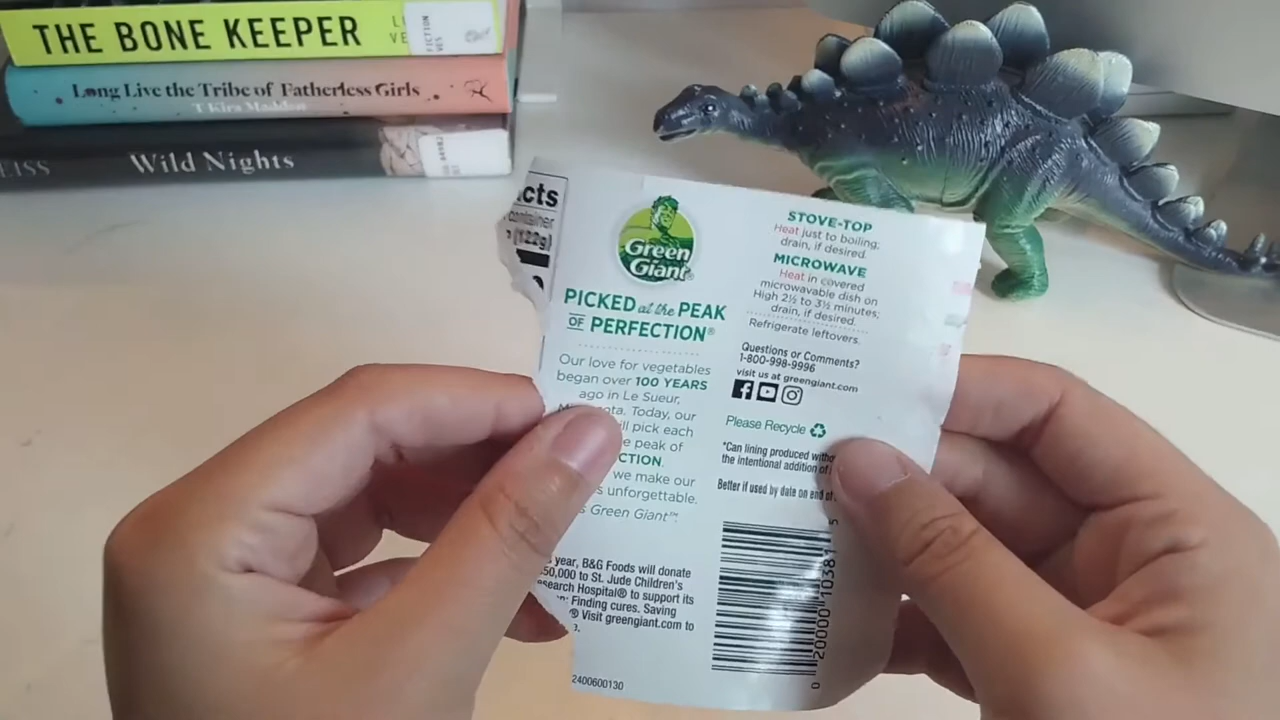 THE BONE KEEPER
FICTION
VES
Long Live the Tribe of Fatherless Girls
T Kira Madden
EISS
Wild Nights
cts
container
(122g)
Green
Giant
PICKED at the PEAK
OF PERFECTION®
Our love for vegetables
began over 100 YEARS
ago in Le Sueur,
ota. Today, our
ill pick each
e peak of
CTION.
we make our
s unforgettable.
s Green Giant™.
year, B&G Foods will donate
50,000 to St. Jude Children's
search Hospital® to support its
n: Finding cures. Saving
® Visit greengiant.com to
2400600130
STOVE-TOP
Heat just to boiling;
drain, if desired.
MICROWAVE
Heat in covered
microwavable dish on
High 2½ to 3½ minutes;
drain, if desired.
Refrigerate leftovers.
Questions or Comments?
1-800-998-9996
visit us at greengiant.com
Please Recycle
*Can lining produced witho
the intentional addition of
Better if used by date on end of
0 20000 10381 5